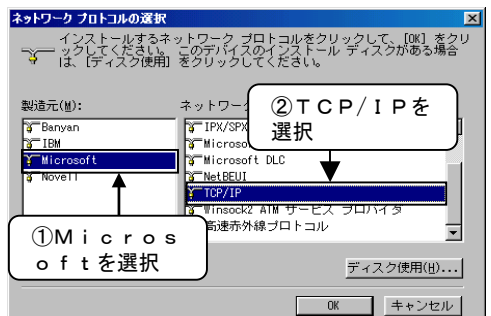 ネットワーク プロトコルの選択
インストールするネットワーク プロトコルをクリックして、[OK] をクリ
ックしてください。 このデバイスのインストール ディスクがある場合
は、[ディスク使用] をクリックしてください。
製造元(M):
ネットワーク
②TCP/IPを
選択
Banyan
IBM
Microsoft
Novell
IPX/SPX
Microso
Microsoft DLC
NetBEUI
TCP/IP
Winsock2 ATM サービス プロバイダ
高速赤外線プロトコル
①Micros
oftを選択
ディスク使用(H)...
OK
キャンセル